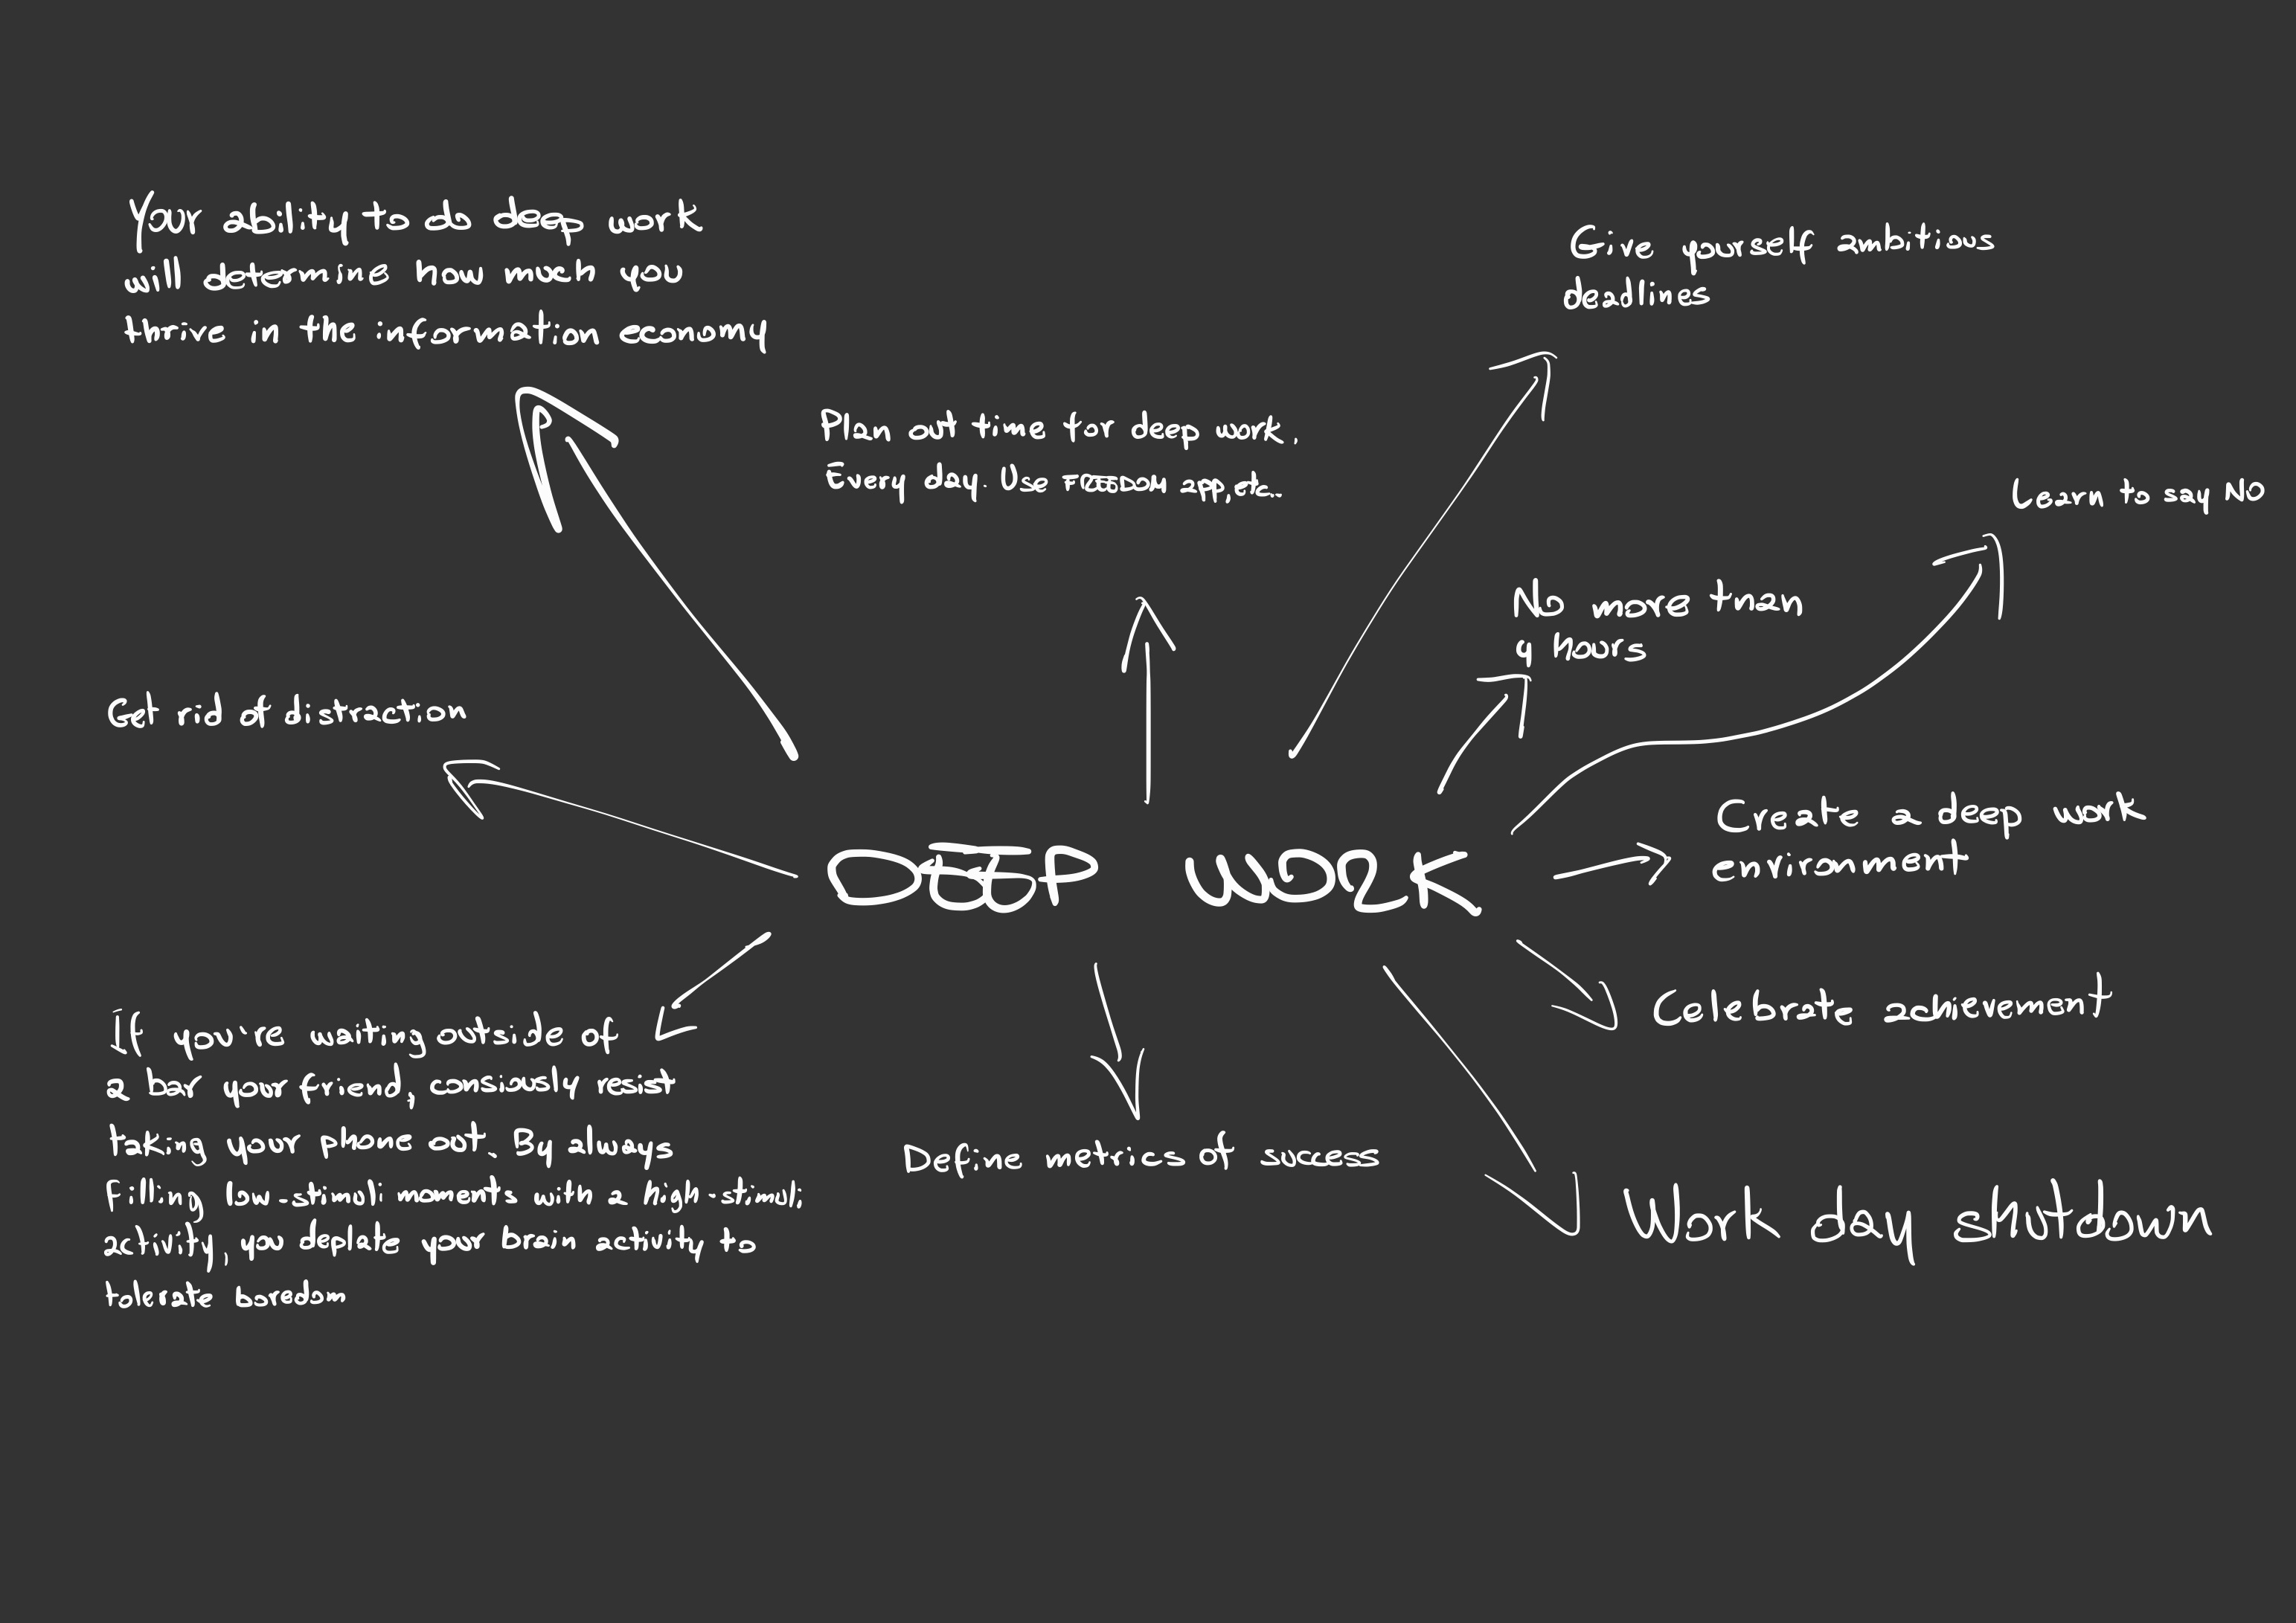 Your ability to do deep work
will determine how much you
thrive in the information economy
Give yourself ambitious
deadlines
Plan out time for deep work,
Every day. Use FREEDOM app, etc..
Learn to say NO
No more than
4 hours
Get rid of distraction
Create a deep work
environment
DEEP WORK
Celebrate achievement
If you're waiting outside of
a bar your friend, consiously resist
taking your phone out. By always
filling low-stimuli moments with a high-stimuli
activity, you deplate your brain activity to
tolerate boredom
Define metrics of success
Work day shutdown